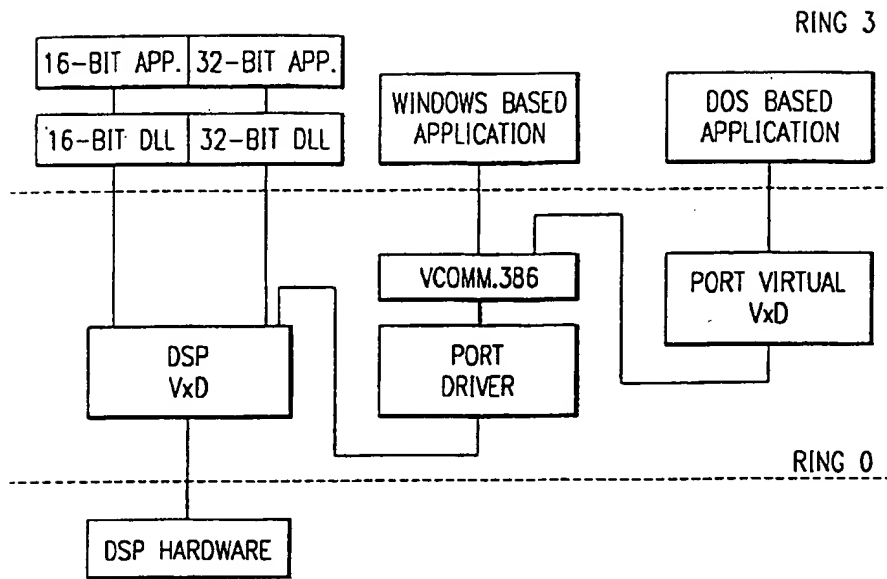 RING 3
16-BIT APP.
32-BIT APP.
WINDOWS BASED
APPLICATION
DOS BASED
APPLICATION
16-BIT DLL
32-BIT DLL
VCOMM.386
PORT VIRTUAL
VxD
DSP
VxD
PORT
DRIVER
RING 0
DSP HARDWARE